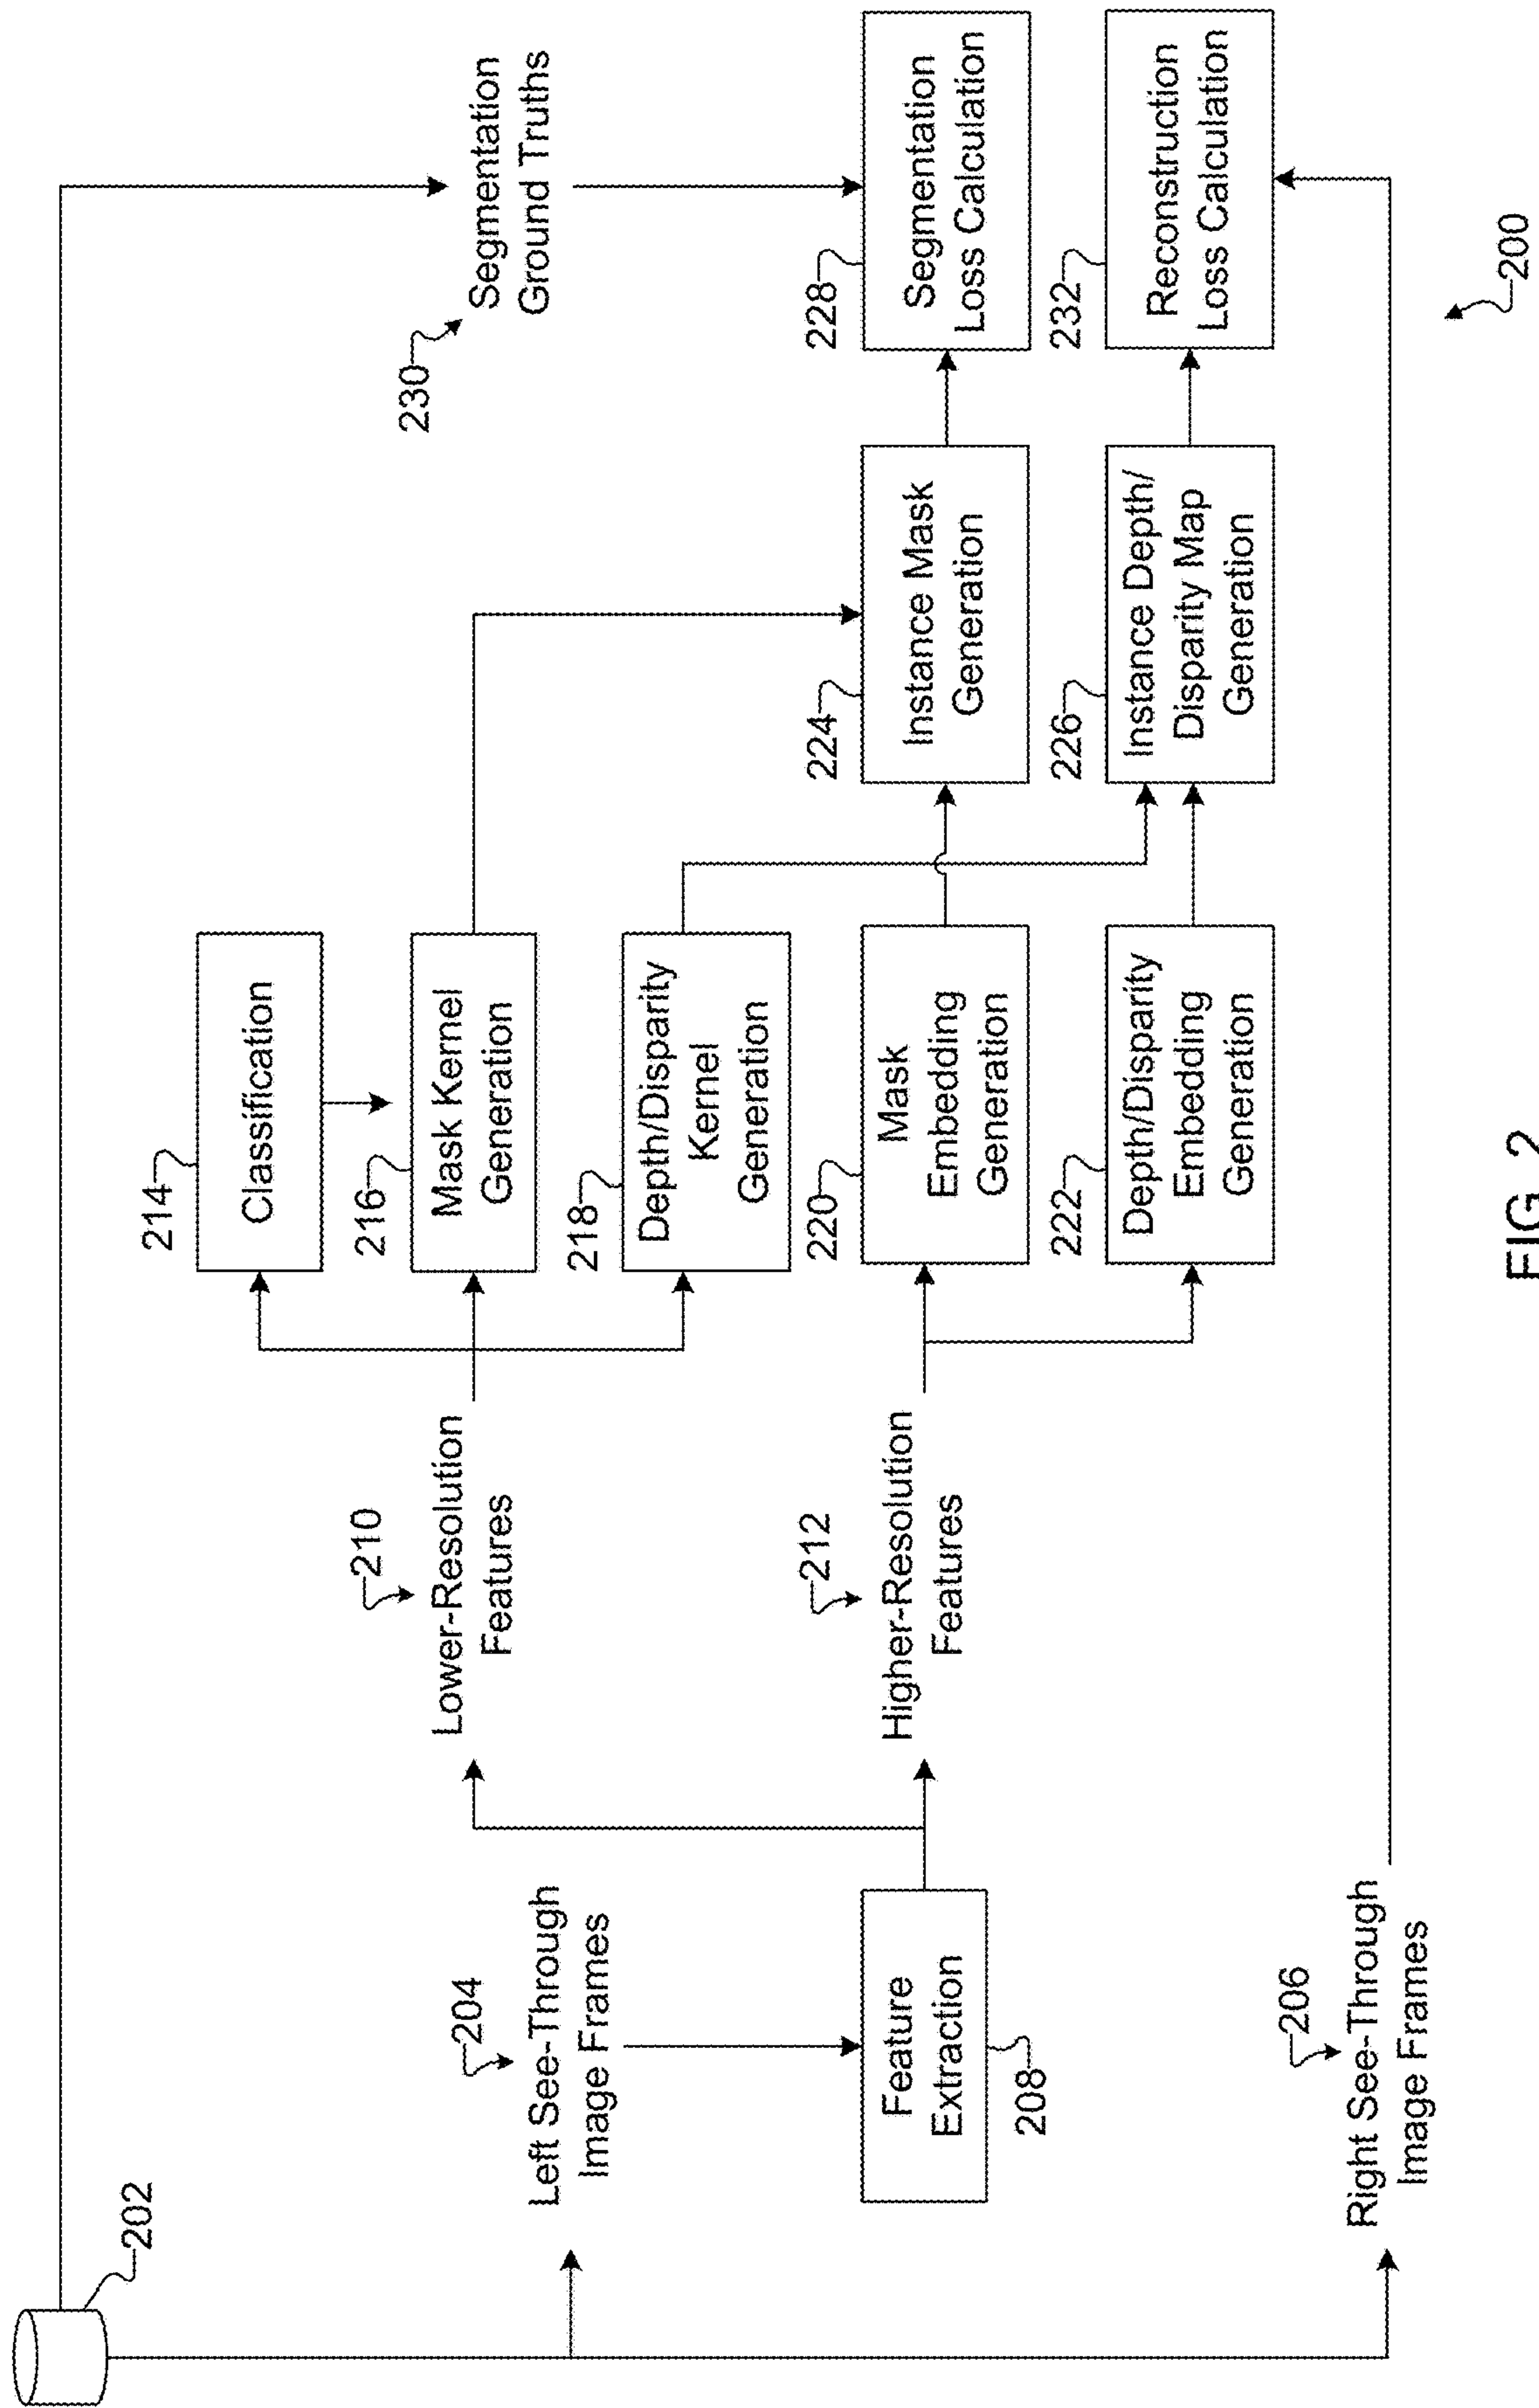 202
204
Left See-Through
Image Frames
Feature
Extraction
208
206
Right See-Through
Image Frames
210
Lower-Resolution
Features
212
Higher-Resolution
Features
214
Classification
216
Mask Kernel
Generation
218
Depth/Disparity
Kernel
Generation
220
Mask
Embedding
Generation
222
Depth/Disparity
Embedding
Generation
224
Instance Mask
Generation
226
Instance Depth/
Disparity Map
Generation
230
Segmentation
Ground Truths
228
Segmentation
Loss Calculation
232
Reconstruction
Loss Calculation
200
FIG. 2